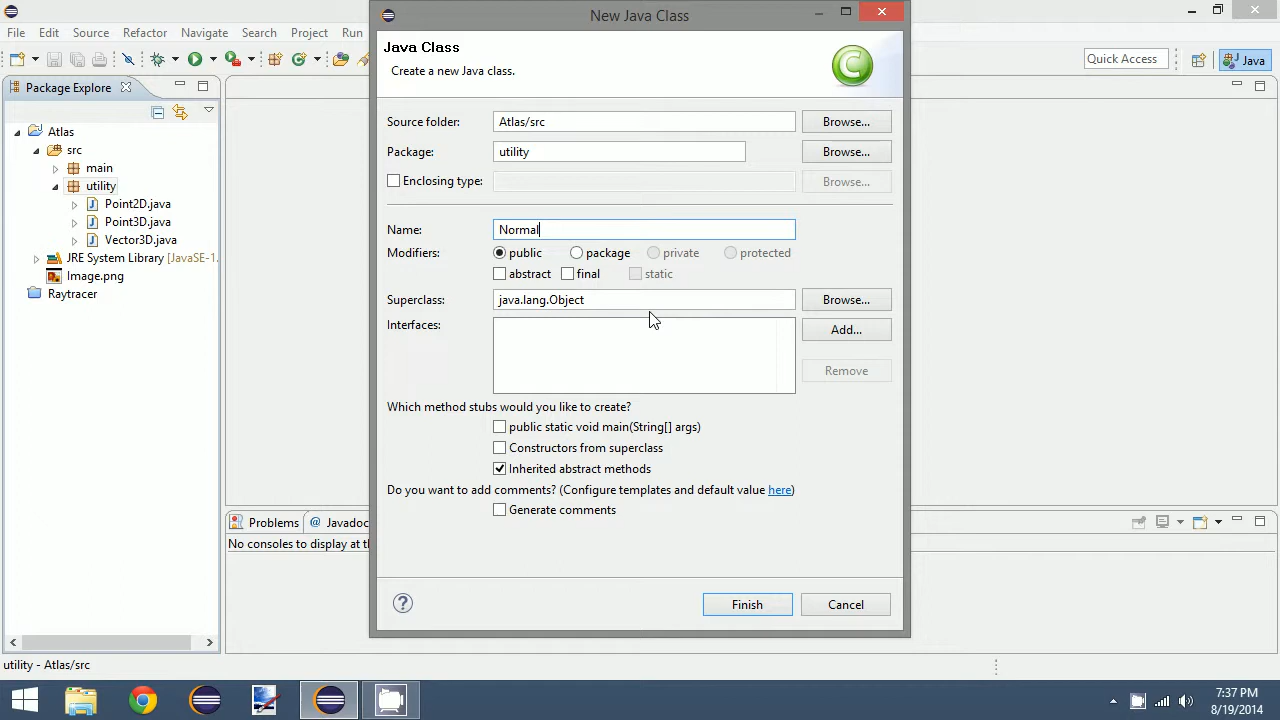 New Java Class
File Edit Source Refactor Navigate Search Project Run
Quick Access
Java
Package Explore
Atlas
src
main
utility
Point2D.java
Point3D.java
Vector3D.java
JRE System Library [JavaSE-1.
Image.png
Raytracer
Java Class
Create a new Java class.
C
Source folder: Atlas/src Browse...
Package: utility Browse...
Enclosing type: Browse...
Name: Normal
Modifiers: public package private protected
abstract final static
Superclass: java.lang.Object Browse...
Interfaces: Add...
Remove
Which method stubs would you like to create?
public static void main(String[] args)
Constructors from superclass
Inherited abstract methods
Do you want to add comments? (Configure templates and default value here)
Generate comments
? Finish Cancel
Problems @ Javadoc
No consoles to display at th
utility - Atlas/src
7:37 PM
8/19/2014